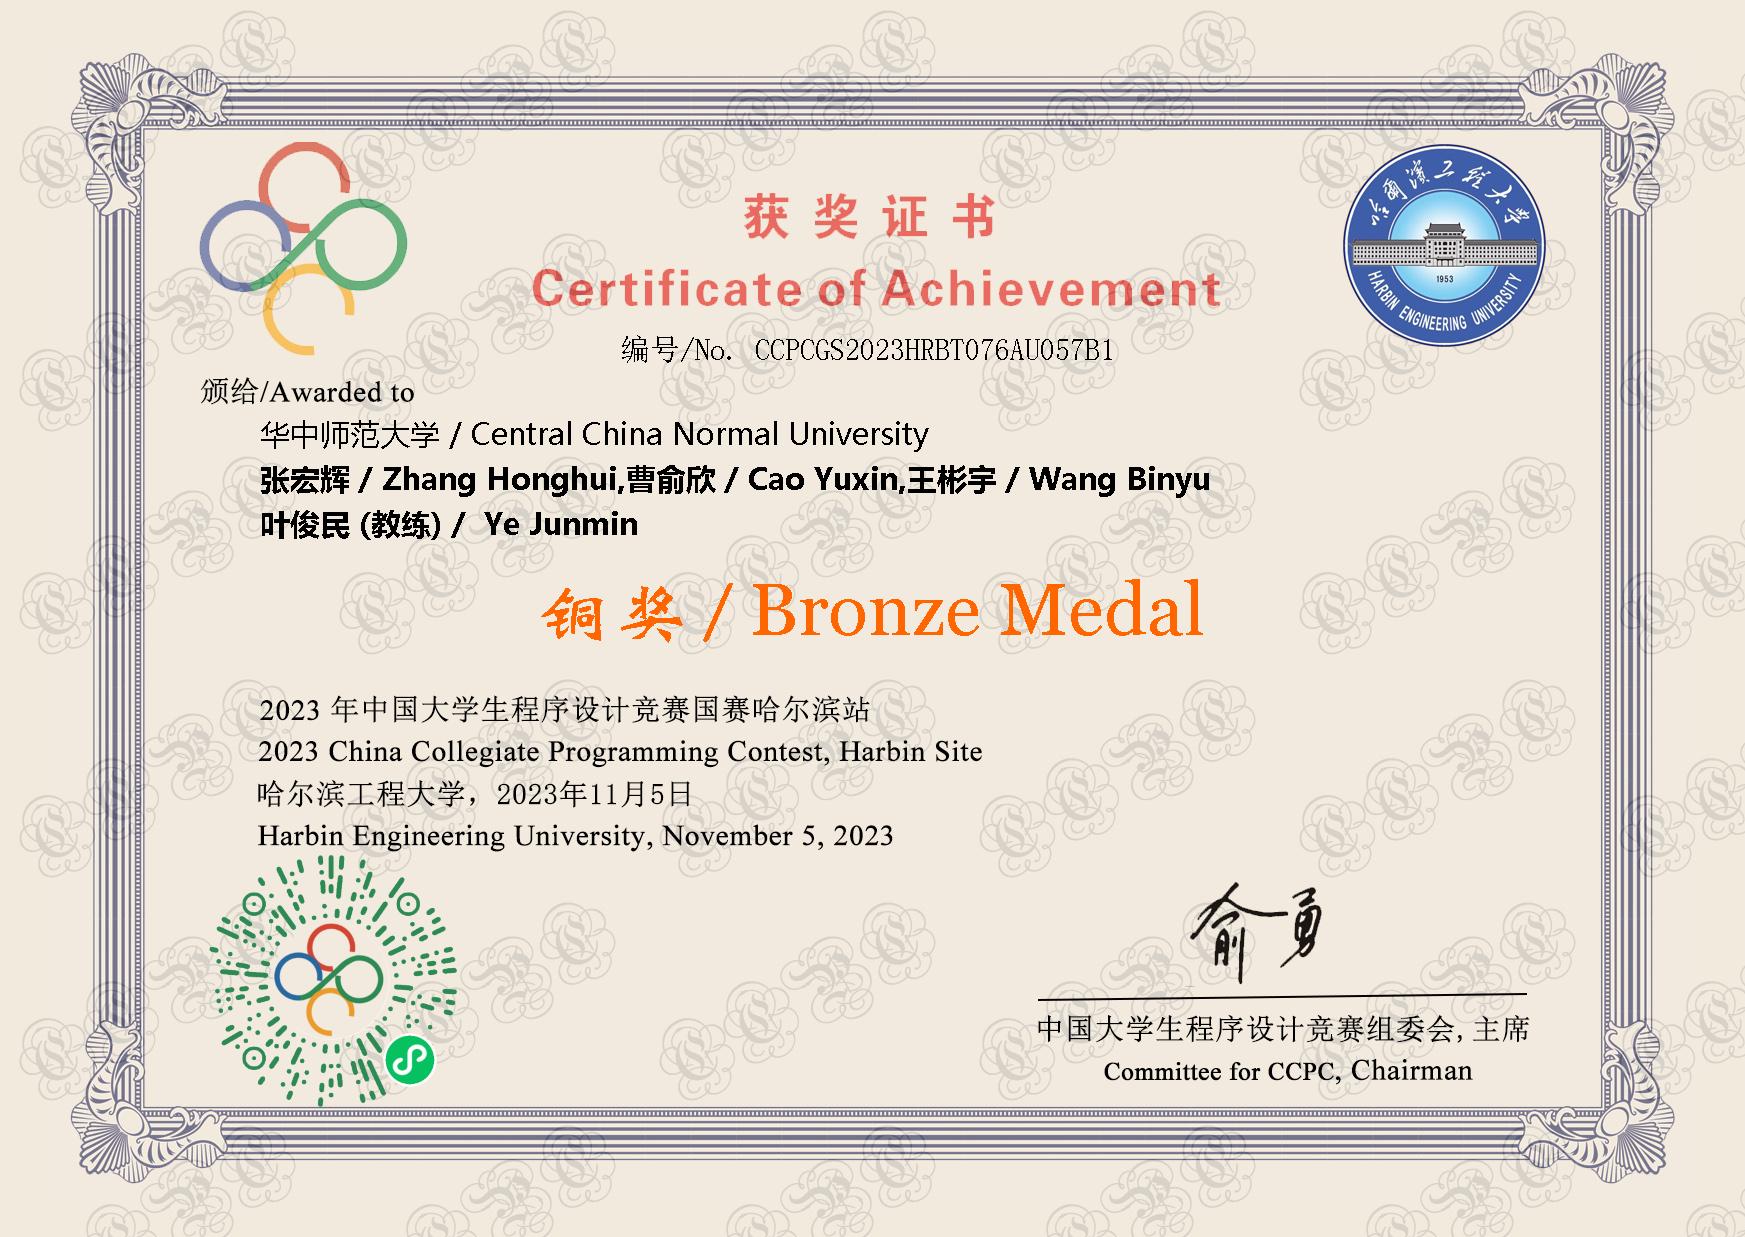 获奖证书
Certificate of Achievement
哈尔滨工程大学
1953
HARBIN ENGINEERING UNIVERSITY
编号/No. CCPCGS2023HRBT076AU057B1
颁给/Awarded to
华中师范大学 / Central China Normal University
张宏辉 / Zhang Honghui,曹俞欣 / Cao Yuxin,王彬宇 / Wang Binyu
叶俊民 (教练) / Ye Junmin
铜奖 / Bronze Medal
2023 年中国大学生程序设计竞赛国赛哈尔滨站
2023 China Collegiate Programming Contest, Harbin Site
哈尔滨工程大学，2023年11月5日
Harbin Engineering University, November 5, 2023
俞勇
中国大学生程序设计竞赛组委会, 主席
Committee for CCPC, Chairman